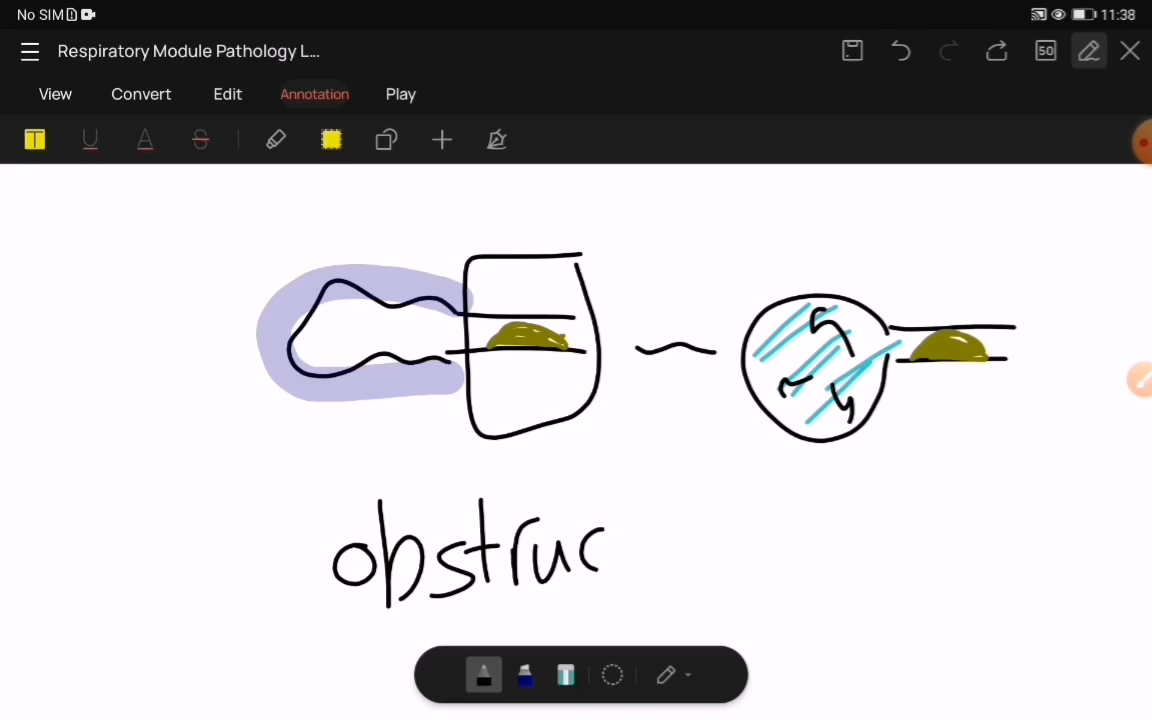 No SIM 11:38
Respiratory Module Pathology L... 50
View Convert Edit Annotation Play
T U A S
obstruc